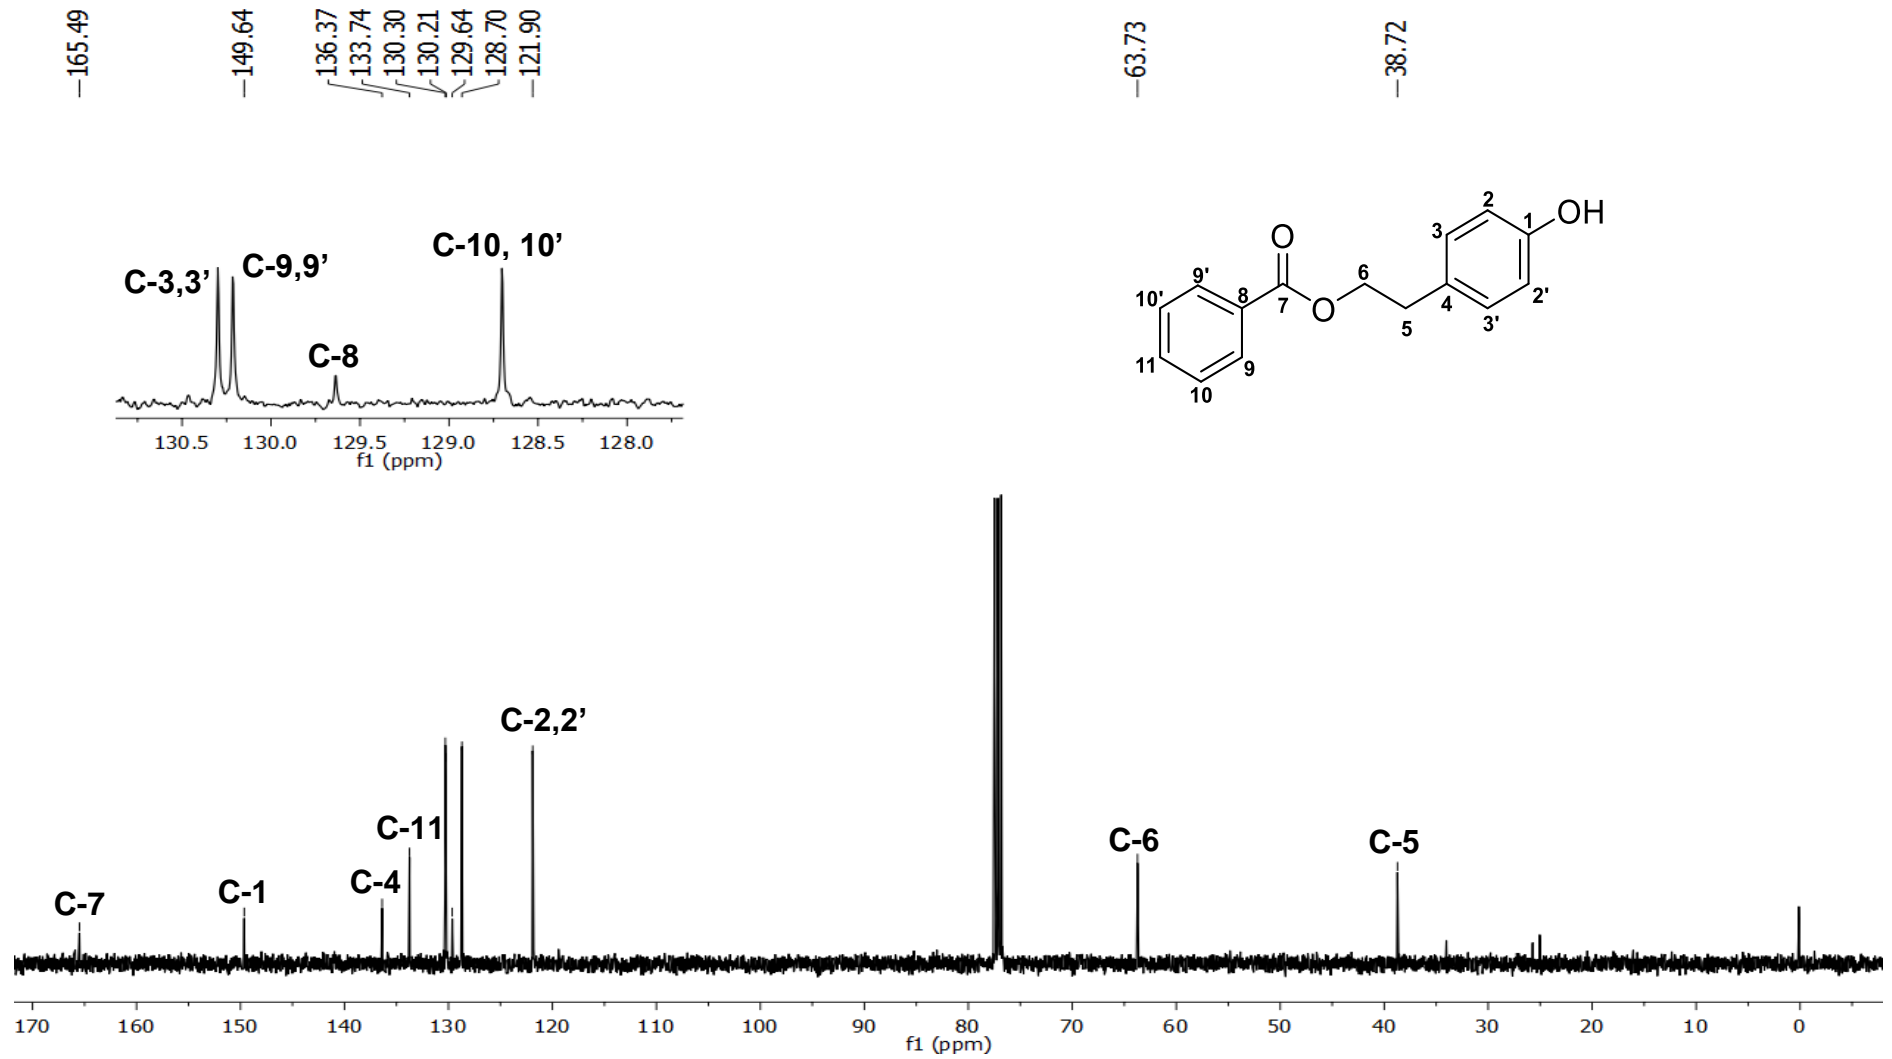 165.49
149.64
136.37
133.74
130.30
130.21
129.64
128.70
121.90
63.73
38.72
C-3,3’
C-9,9’
C-10, 10’
C-8
130.5 130.0 129.5 129.0 128.5 128.0
f1 (ppm)
OH
1
2
3
2'
3'
4
5
6
O
O
7
8
9'
10'
11
9
10
C-2,2’
C-11
C-4
C-1
C-7
C-6
C-5
170 160 150 140 130 120 110 100 90 80 70 60 50 40 30 20 10 0
f1 (ppm)